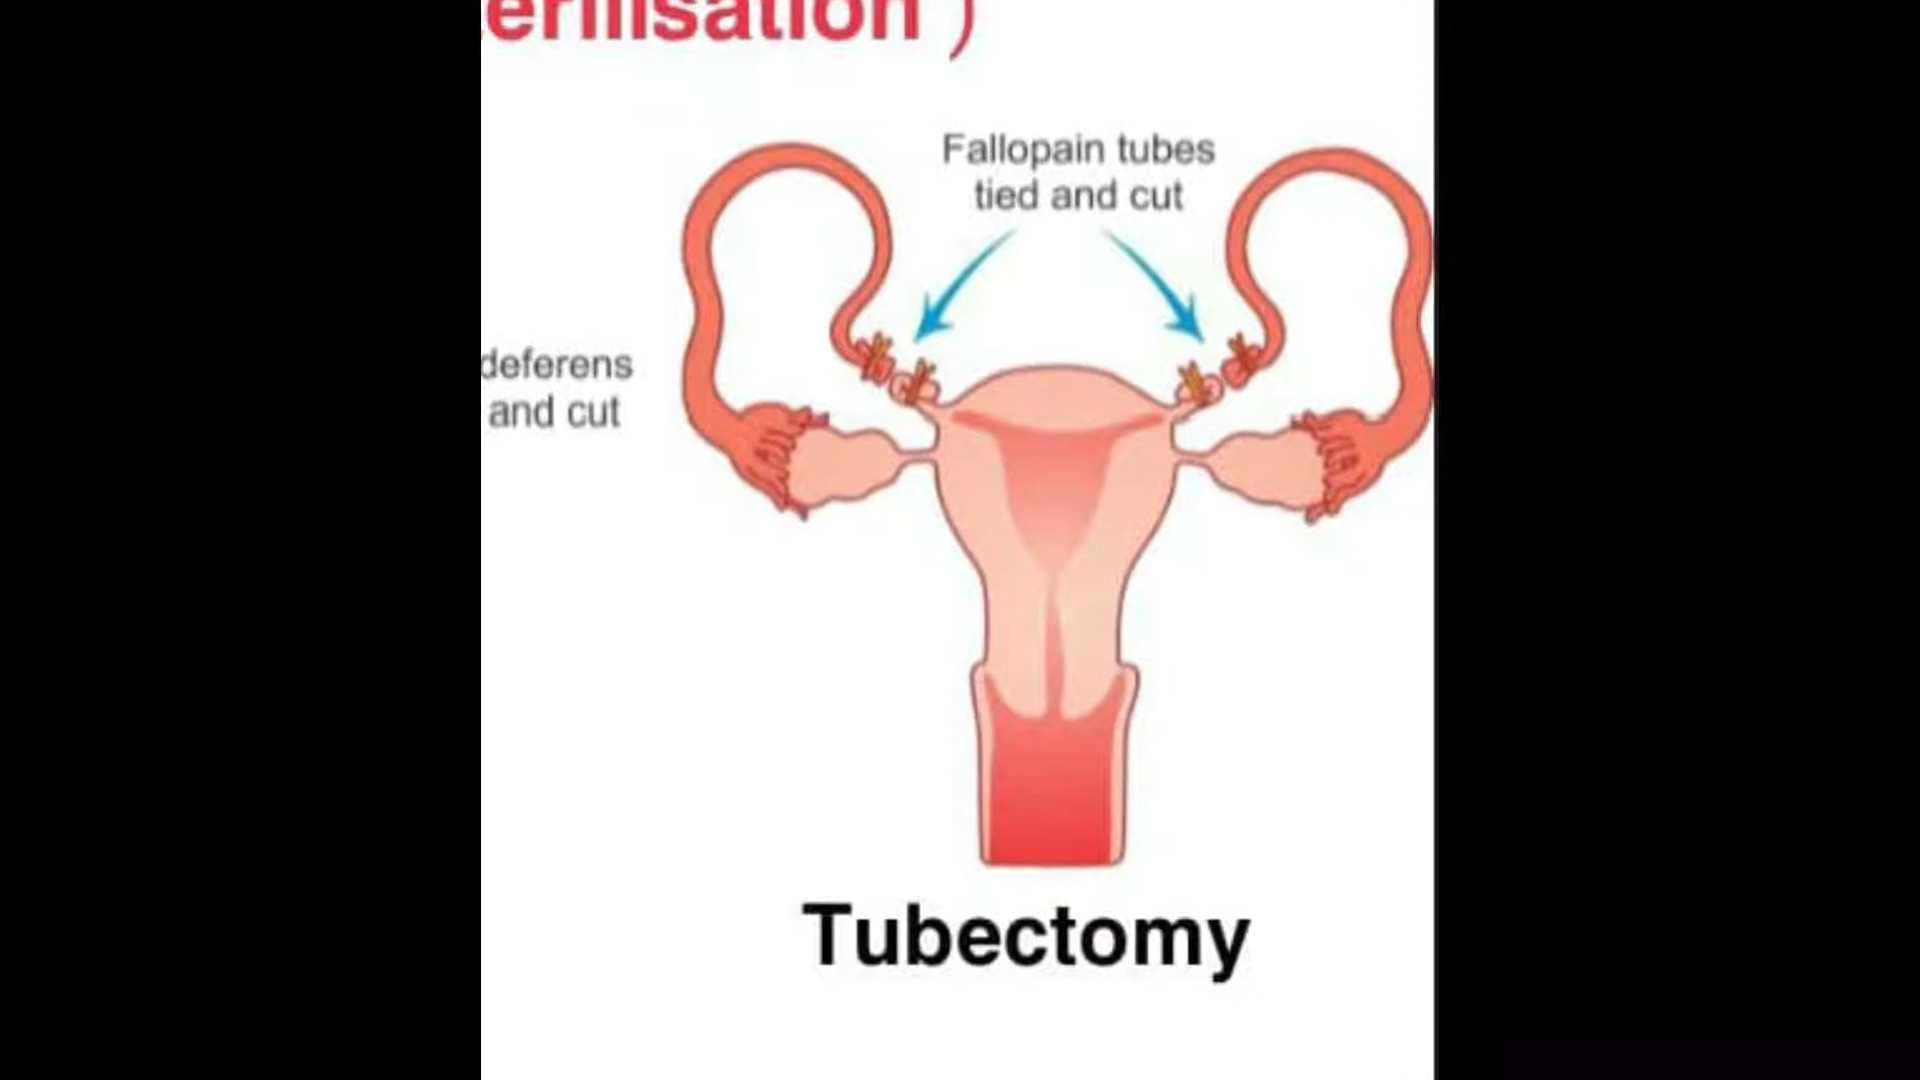 erilisation )
Fallopain tubes
tied and cut
deferens
and cut
Tubectomy